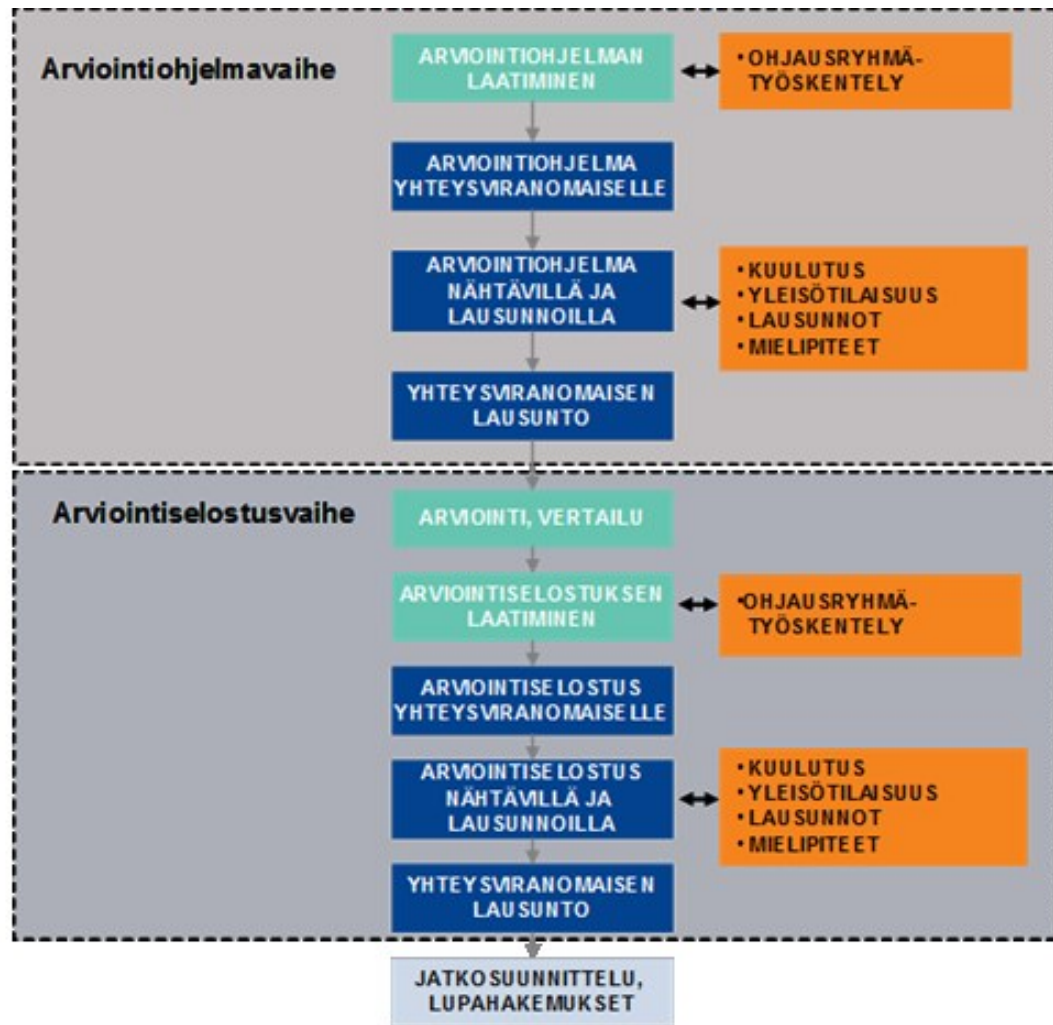 Arviointiohjelmavaihe
ARVIOINTIOHJELMAN
LAATIMINEN
• OHJAUSRYHMÄ-
TYÖSKENTELY
ARVIOINTIOHJELMA
YHTEYSVIRANOMAISELLE
ARVIOINTIOHJELMA
NÄHTÄVILLÄ JA
LAUSUNNOILLA
• KUULUTUS
• YLEISÖTILAISUUS
• LAUSUNNOT
• MIELIPITEET
YHTEYSVIRANOMAISEN
LAUSUNTO
Arviointiselostusvaihe
ARVIOINTI, VERTAILU
ARVIOINTISELOSTUKSEN
LAATIMINEN
•OHJAUSRYHMÄ-
TYÖSKENTELY
ARVIOINTISELOSTUS
YHTEYSVIRANOMAISELLE
ARVIOINTISELOSTUS
NÄHTÄVILLÄ JA
LAUSUNNOILLA
• KUULUTUS
• YLEISÖTILAISUUS
• LAUSUNNOT
• MIELIPITEET
YHTEYSVIRANOMAISEN
LAUSUNTO
JATKOSUUNNITTELU,
LUPAHAKEMUKSET